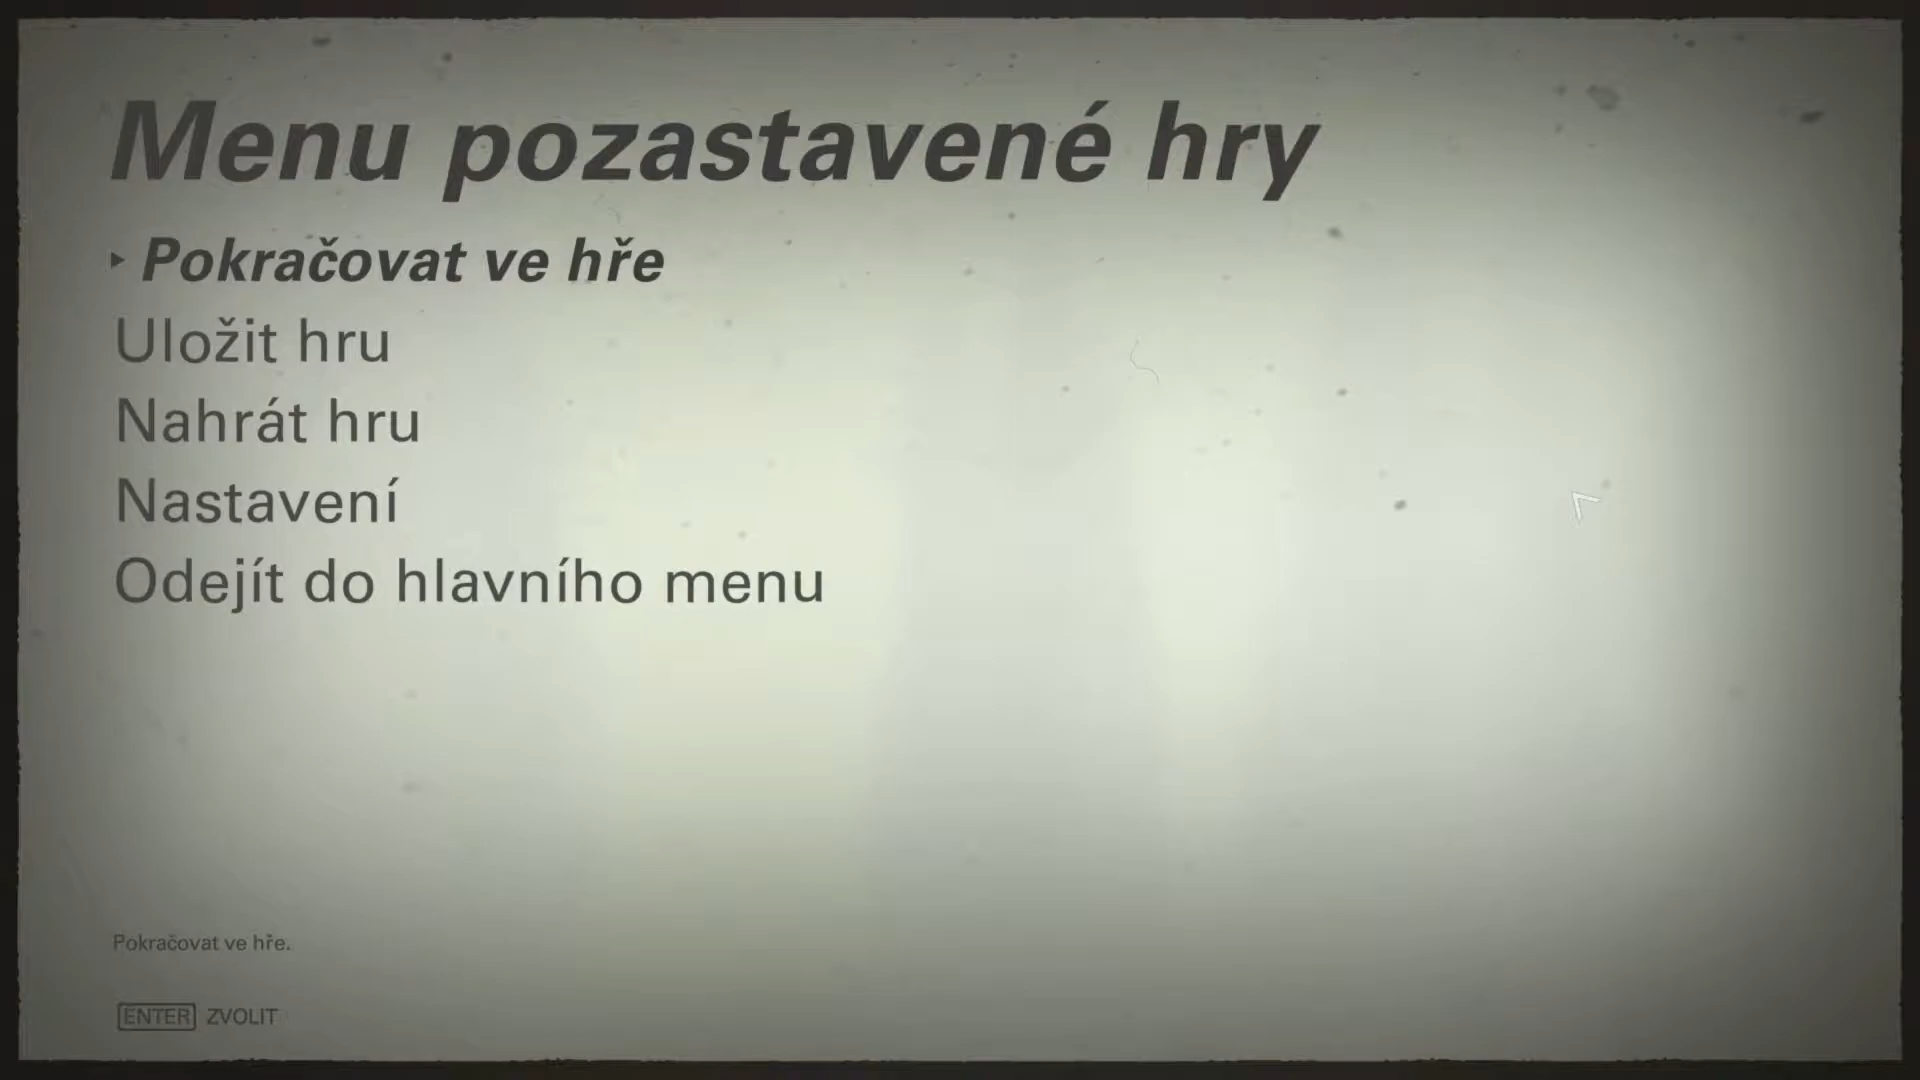 Menu pozastavené hry
Pokračovat ve hře
Uložit hru
Nahrát hru
Nastavení
Odejít do hlavního menu
Pokračovat ve hře.
ENTER ZVOLIT